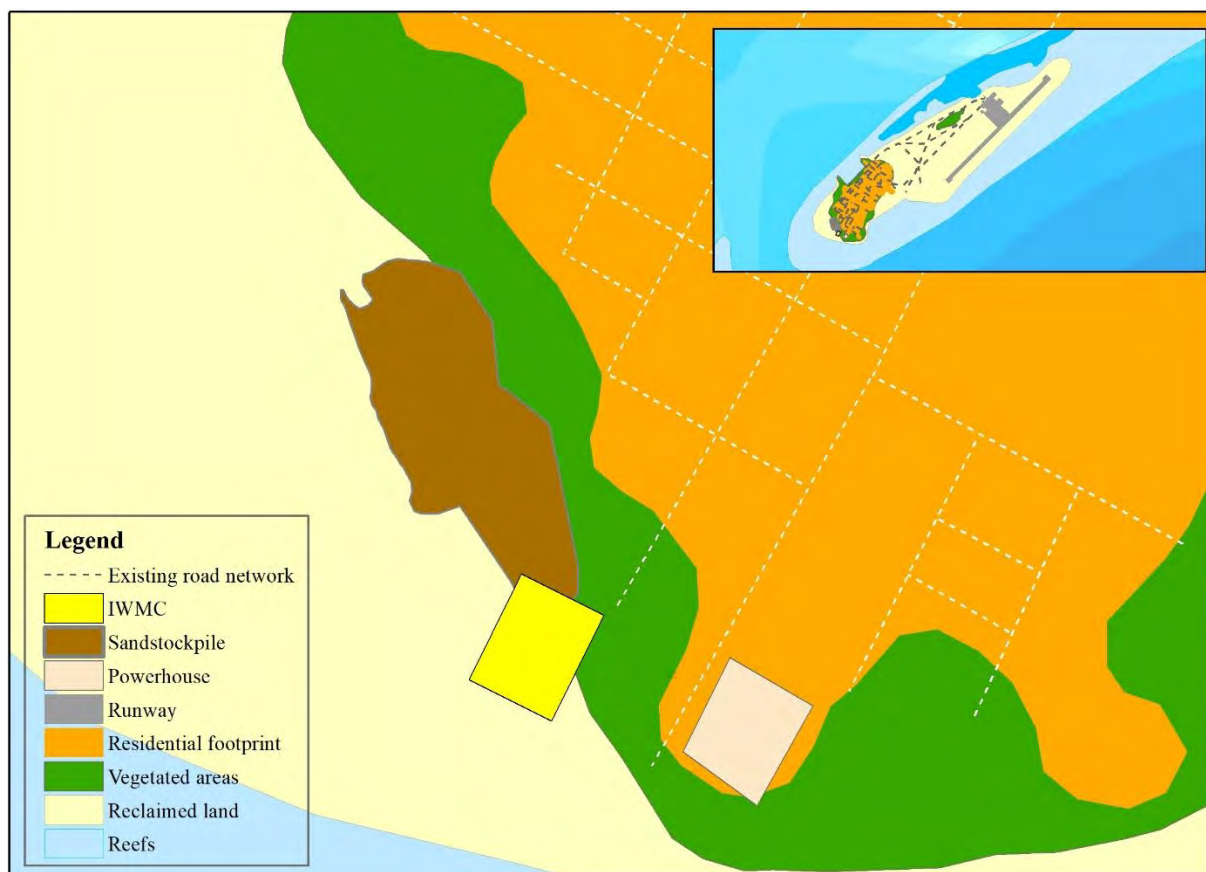 Legend
Existing road network
IWMC
Sandstockpile
Powerhouse
Runway
Residential footprint
Vegetated areas
Reclaimed land
Reefs